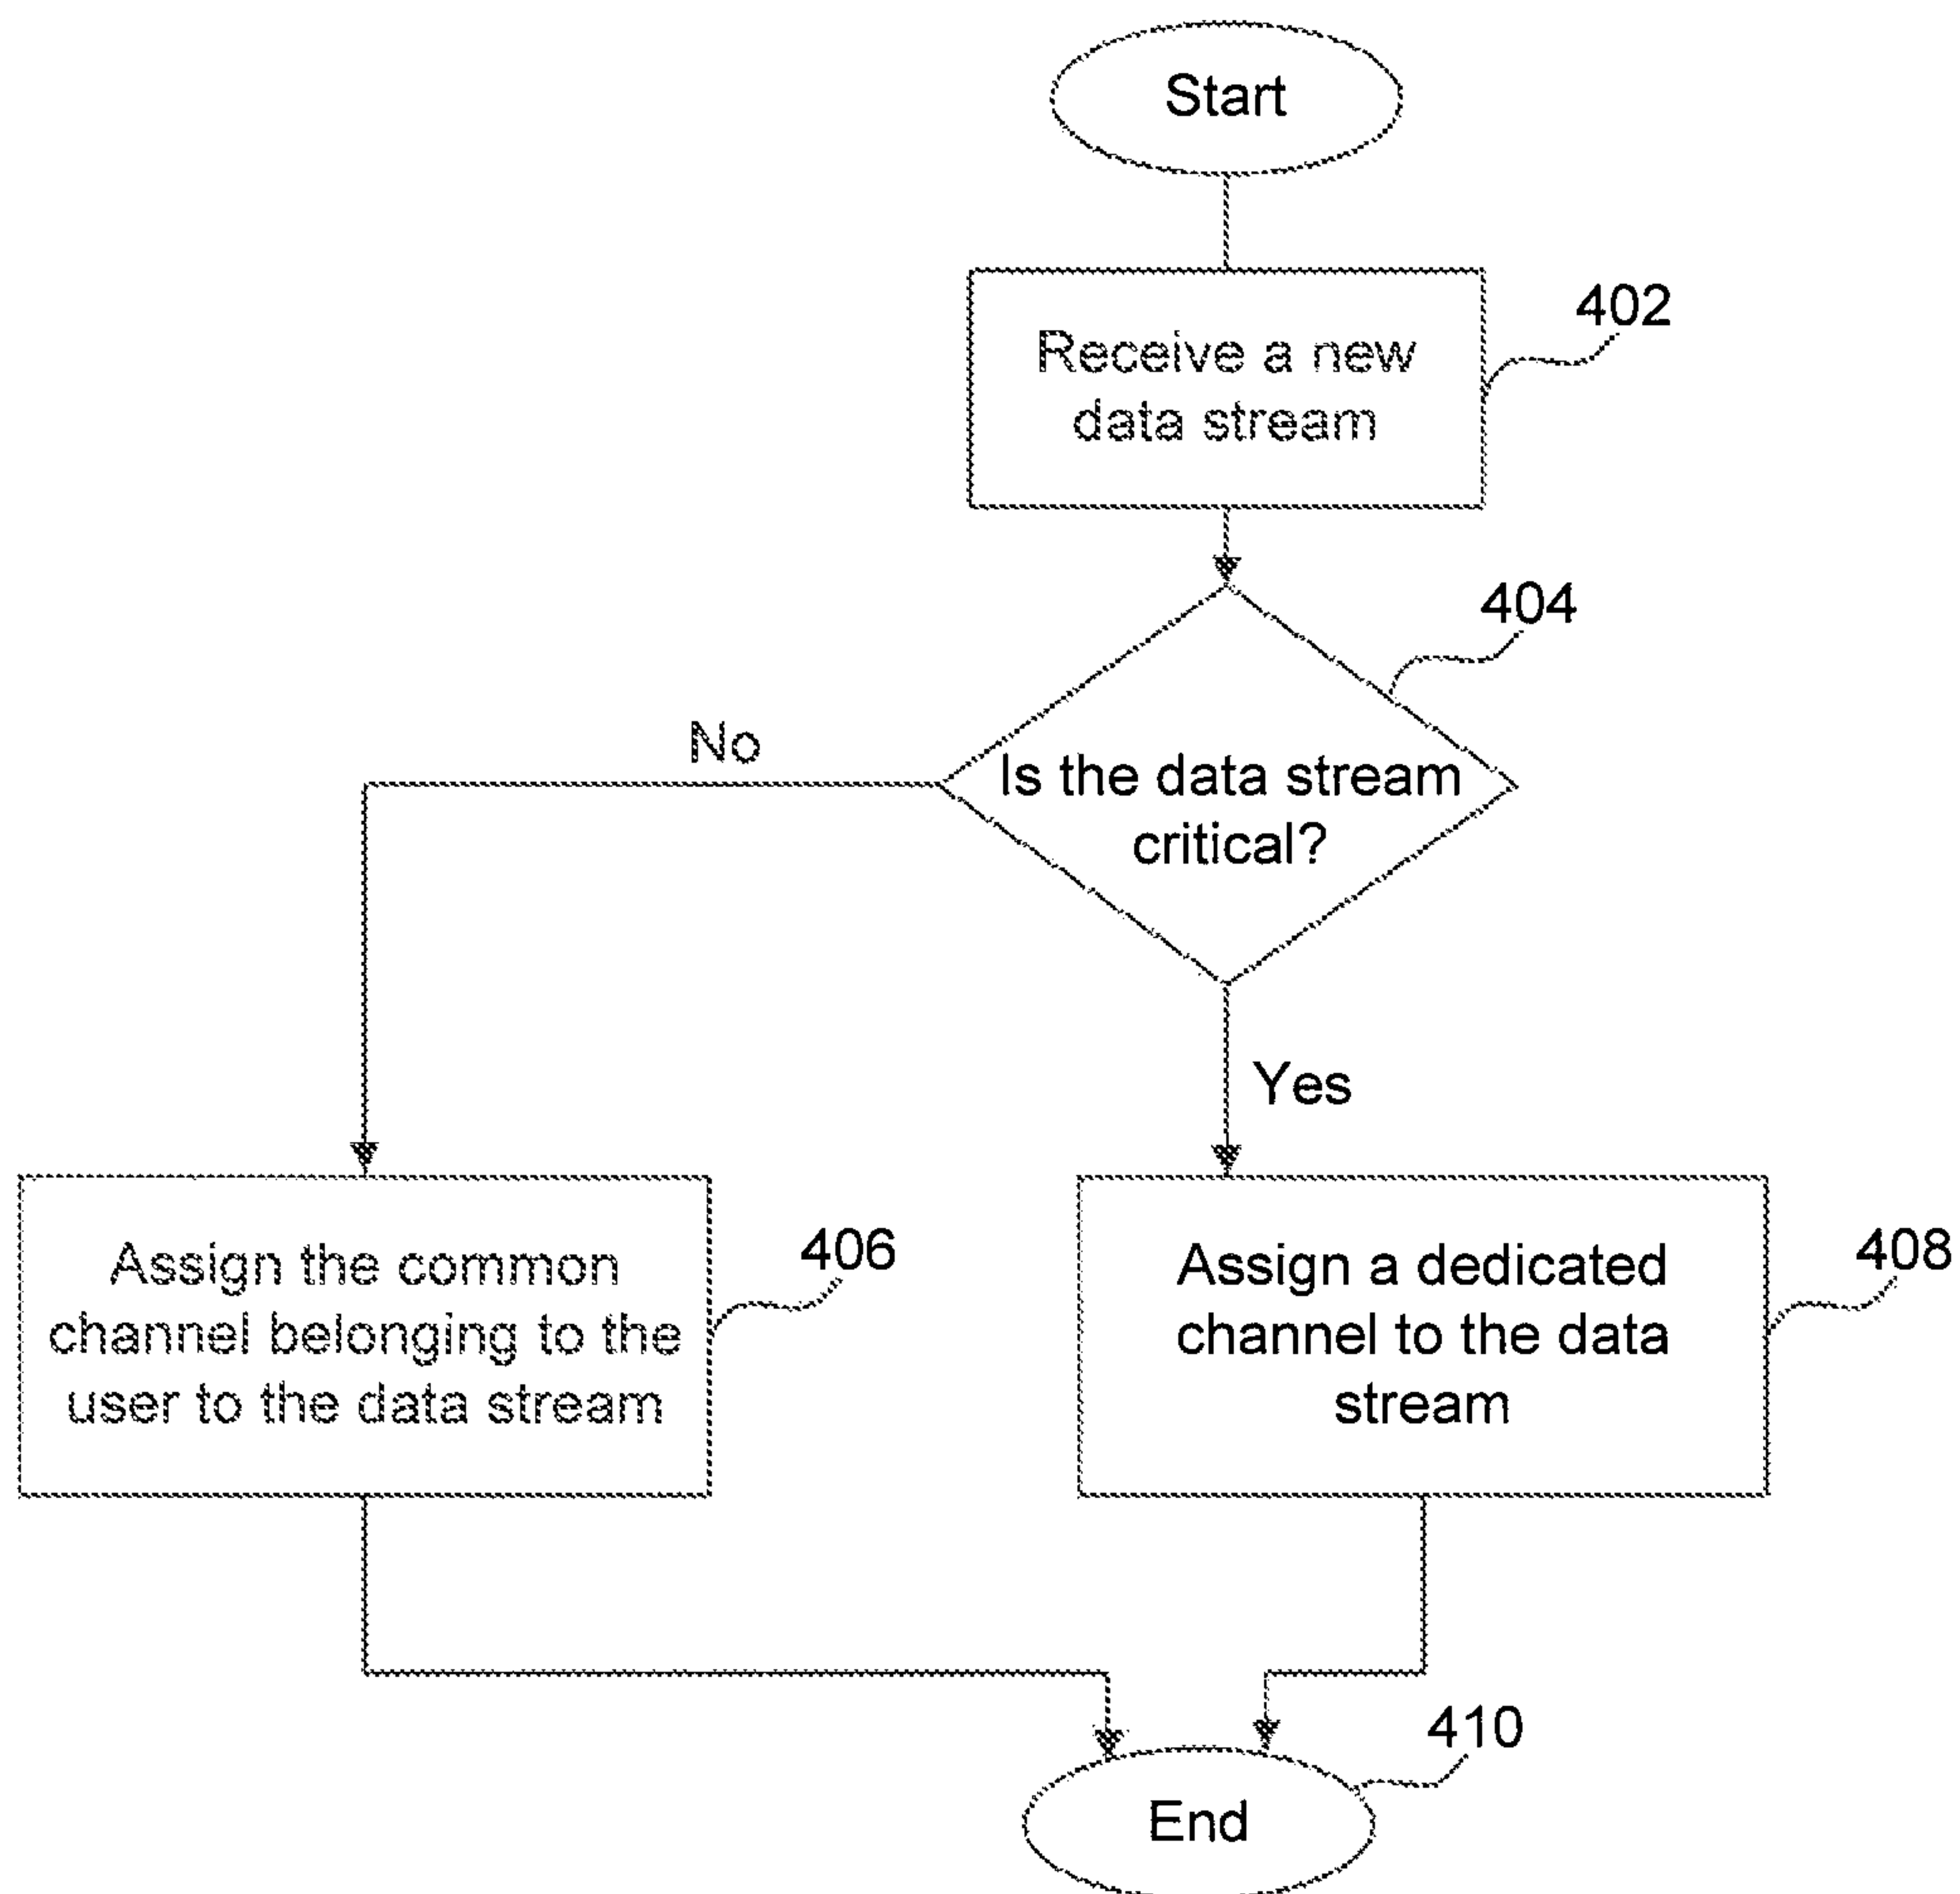 Start
Receive a new
data stream
402
404
Is the data stream
critical?
No
Yes
Assign the common
channel belonging to the
user to the data stream
406
Assign a dedicated
channel to the data
stream
408
410
End